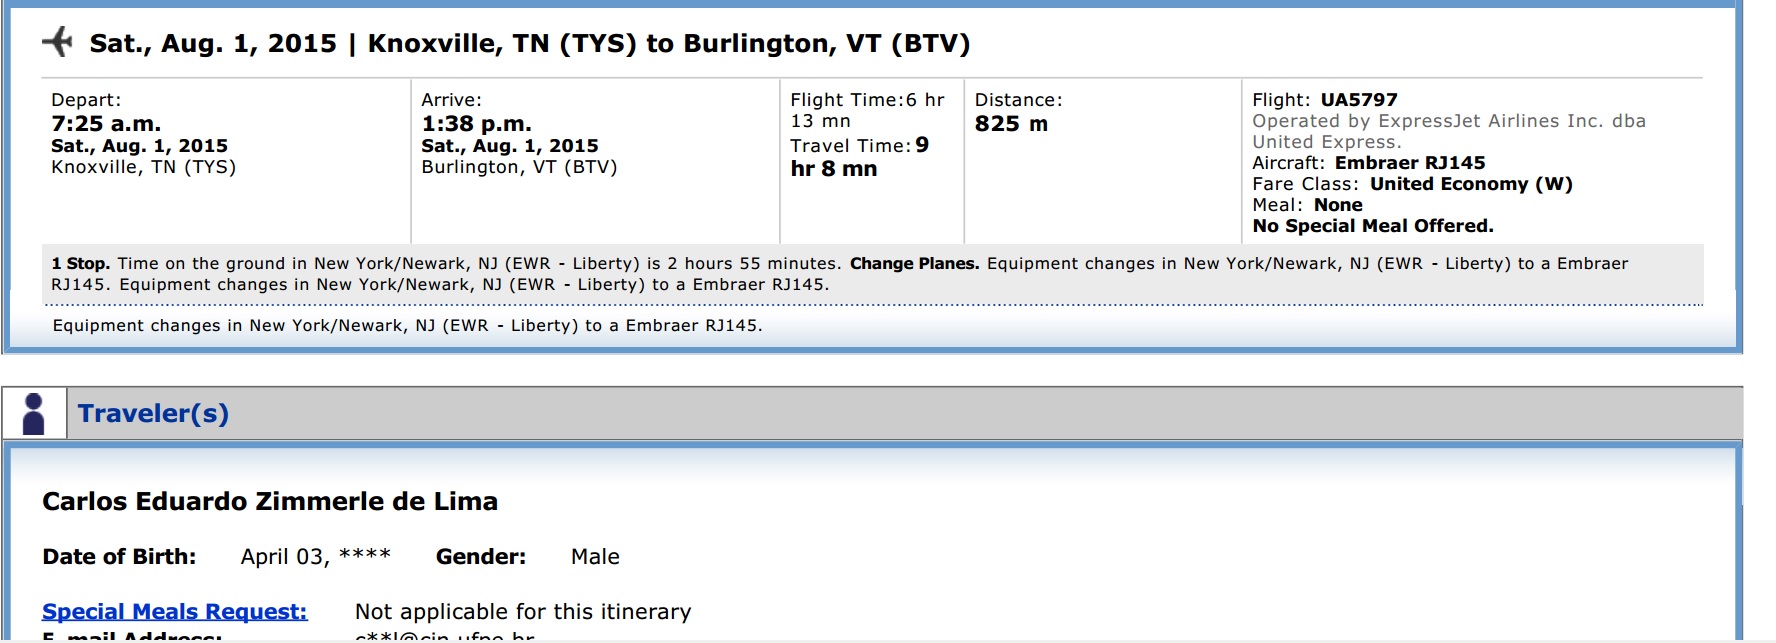 Sat., Aug. 1, 2015 | Knoxville, TN (TYS) to Burlington, VT (BTV)
Depart:
7:25 a.m.
Sat., Aug. 1, 2015
Knoxville, TN (TYS)
Arrive:
1:38 p.m.
Sat., Aug. 1, 2015
Burlington, VT (BTV)
Flight Time:6 hr
13 mn
Travel Time: 9
hr 8 mn
Distance:
825 m
Flight: UA5797
Operated by ExpressJet Airlines Inc. dba
United Express.
Aircraft: Embraer RJ145
Fare Class: United Economy (W)
Meal: None
No Special Meal Offered.
1 Stop. Time on the ground in New York/Newark, NJ (EWR - Liberty) is 2 hours 55 minutes. Change Planes. Equipment changes in New York/Newark, NJ (EWR - Liberty) to a Embraer
RJ145. Equipment changes in New York/Newark, NJ (EWR - Liberty) to a Embraer RJ145.
Equipment changes in New York/Newark, NJ (EWR - Liberty) to a Embraer RJ145.
Traveler(s)
Carlos Eduardo Zimmerle de Lima
Date of Birth: April 03, **** Gender: Male
Special Meals Request: Not applicable for this itinerary
E-mail Address: c**l@cin.ufpe.br